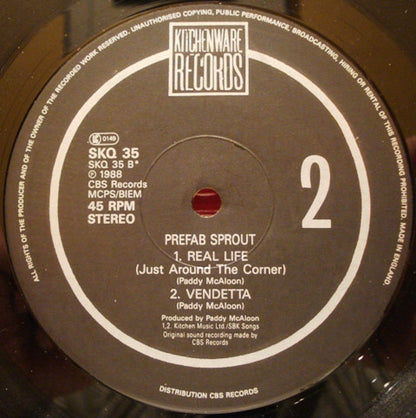 ALL RIGHTS OF THE PRODUCER AND OF THE OWNER OF THE RECORDED WORK RESERVED. UNAUTHORISED COPYING, PUBLIC PERFORMANCE, BROADCASTING, HIRING OR RENTAL OF THIS RECORDING PROHIBITED. MADE IN ENGLAND.
KITCHENWARE
RECORDS
0149
SKQ 35
SKQ 35 B*
℗ 1988
CBS Records
MCPS/BIEM
45 RPM
STEREO
2
PREFAB SPROUT
1. REAL LIFE
(Just Around The Corner)
(Paddy McAloon)
2. VENDETTA
(Paddy McAloon)
Produced by Paddy McAloon
1,2. Kitchen Music Ltd./SBK Songs
Original sound recording made by
CBS Records
DISTRIBUTION CBS RECORDS